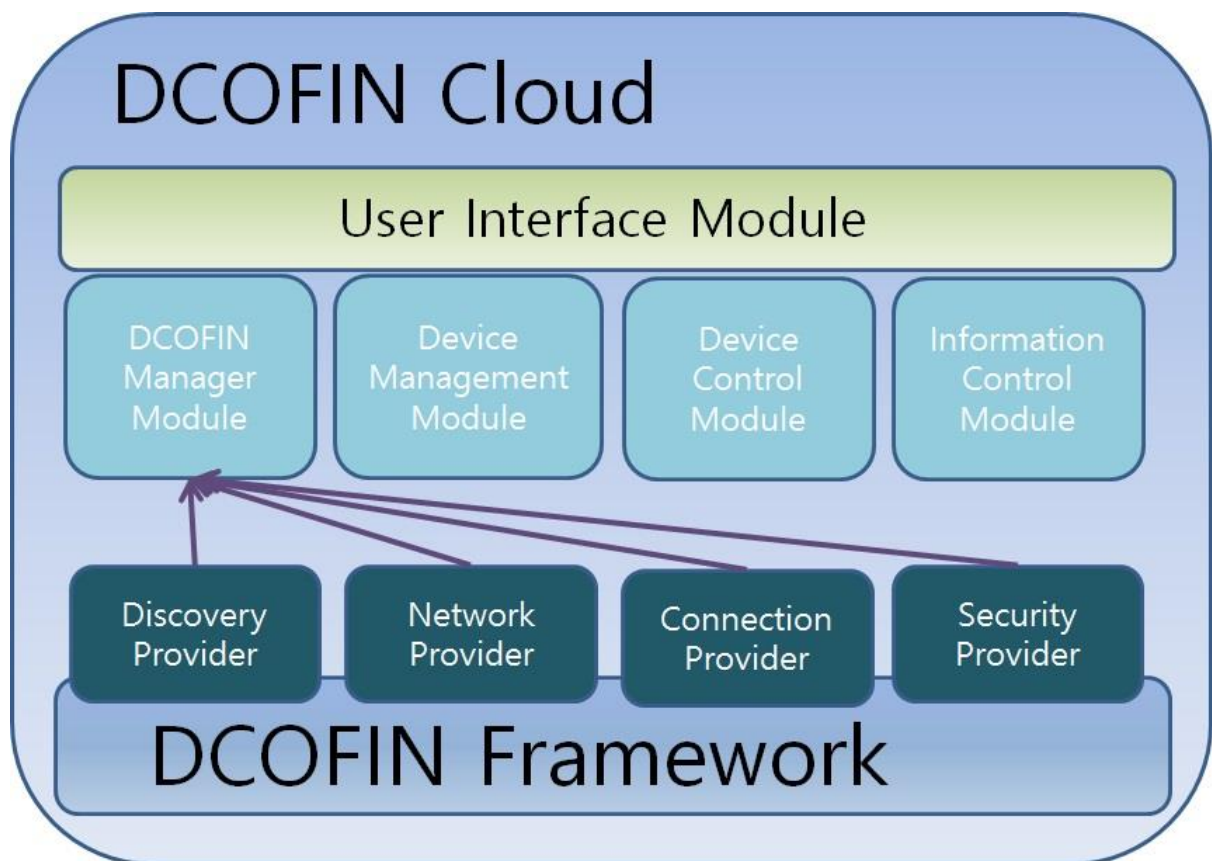 DCOFIN Cloud
User Interface Module
DCOFIN
Manager
Module
Device
Management
Module
Device
Control
Module
Information
Control
Module
Discovery
Provider
Network
Provider
Connection
Provider
Security
Provider
DCOFIN Framework